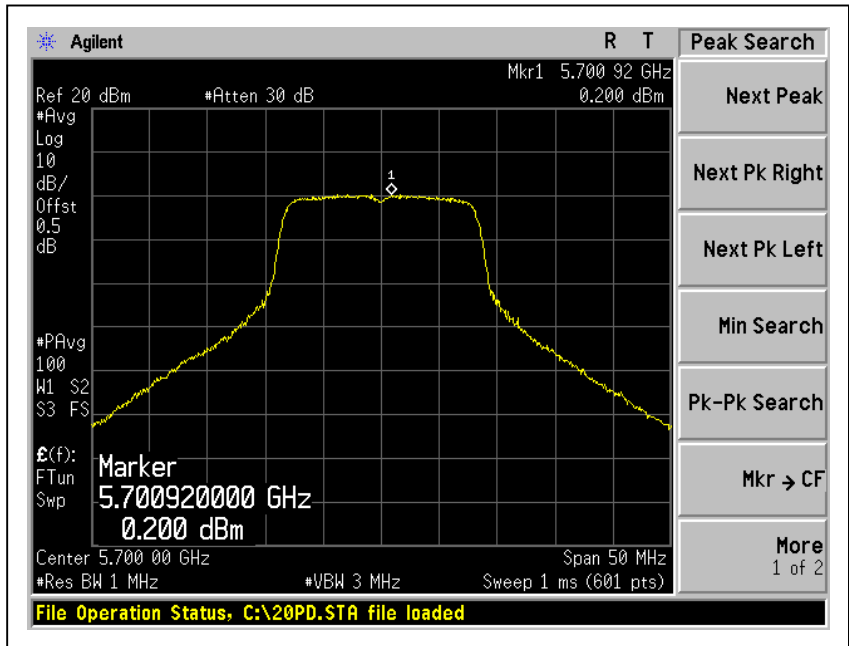 Agilent R T
Peak Search
Mkr1 5.700 92 GHz
Ref 20 dBm #Atten 30 dB 0.200 dBm
#Avg
Log
10
dB/
Offst
0.5
dB
1
#PAvg
100
W1 S2
S3 FS
£(f):
FTun
Swp
Marker
5.700920000 GHz
0.200 dBm
Center 5.700 00 GHz Span 50 MHz
#Res BW 1 MHz #VBW 3 MHz Sweep 1 ms (601 pts)
File Operation Status, C:\20PD.STA file loaded
Next Peak
Next Pk Right
Next Pk Left
Min Search
Pk-Pk Search
Mkr → CF
More
1 of 2